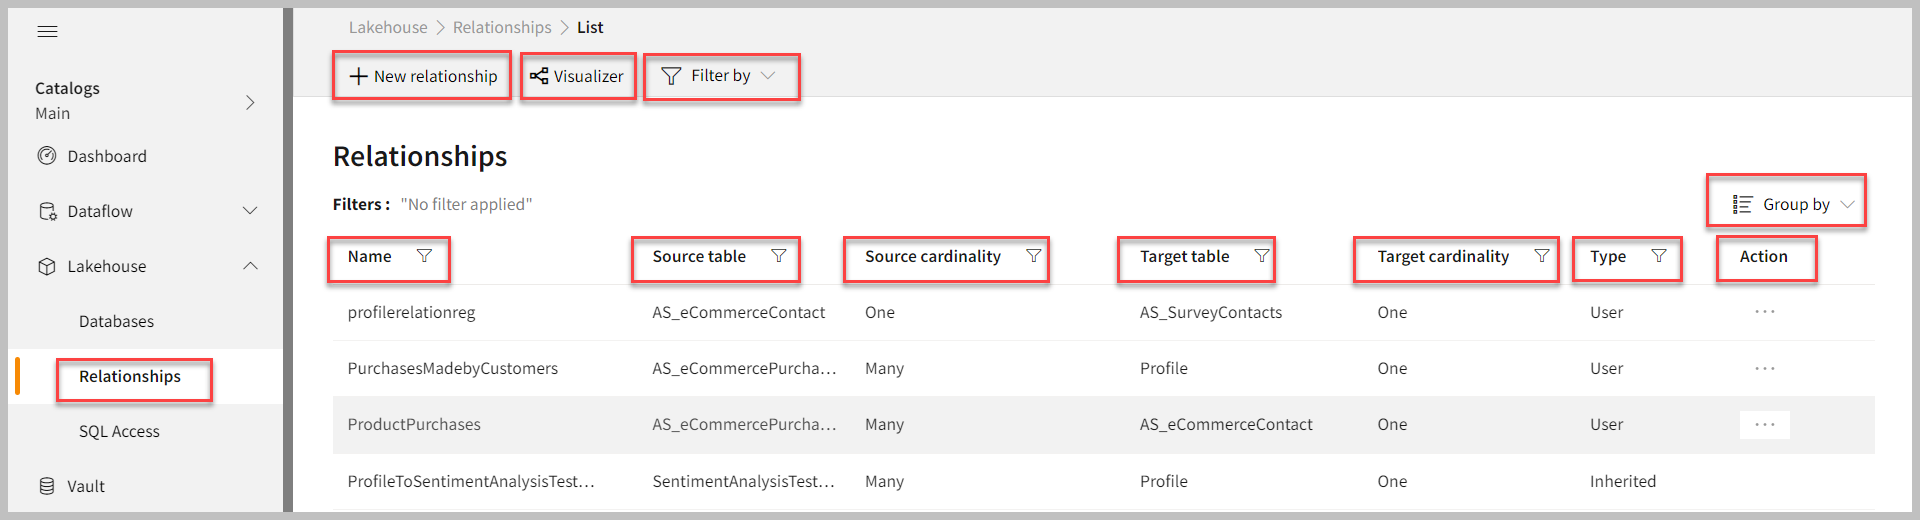 Lakehouse > Relationships > List
New relationship Visualizer Filter by
Catalogs
Main
Dashboard
Dataflow
Lakehouse
Databases
Relationships
SQL Access
Vault
Relationships
Filters : "No filter applied"
Group by
Name Source table Source cardinality Target table Target cardinality Type Action
profilerelationreg AS_eCommerceContact One AS_SurveyContacts One User ...
PurchasesMadebyCustomers AS_eCommercePurcha... Many Profile One User ...
ProductPurchases AS_eCommercePurcha... Many AS_eCommerceContact One User ...
ProfileToSentimentAnalysisTest... SentimentAnalysisTest... Many Profile One Inherited